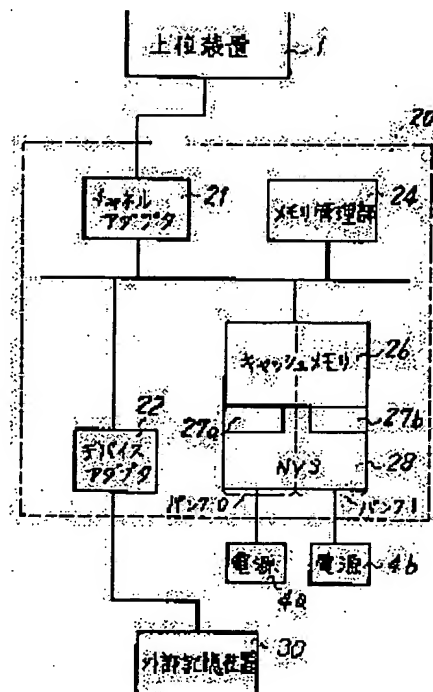 上位装置
1
20
チャネル
アダプタ
21
メモリ管理部
24
キャッシュメモリ
26
27a
27b
22
デバイス
アダプタ
NVS
28
バンク0
バンク1
電源
4a
電源
4b
外部記憶装置
30